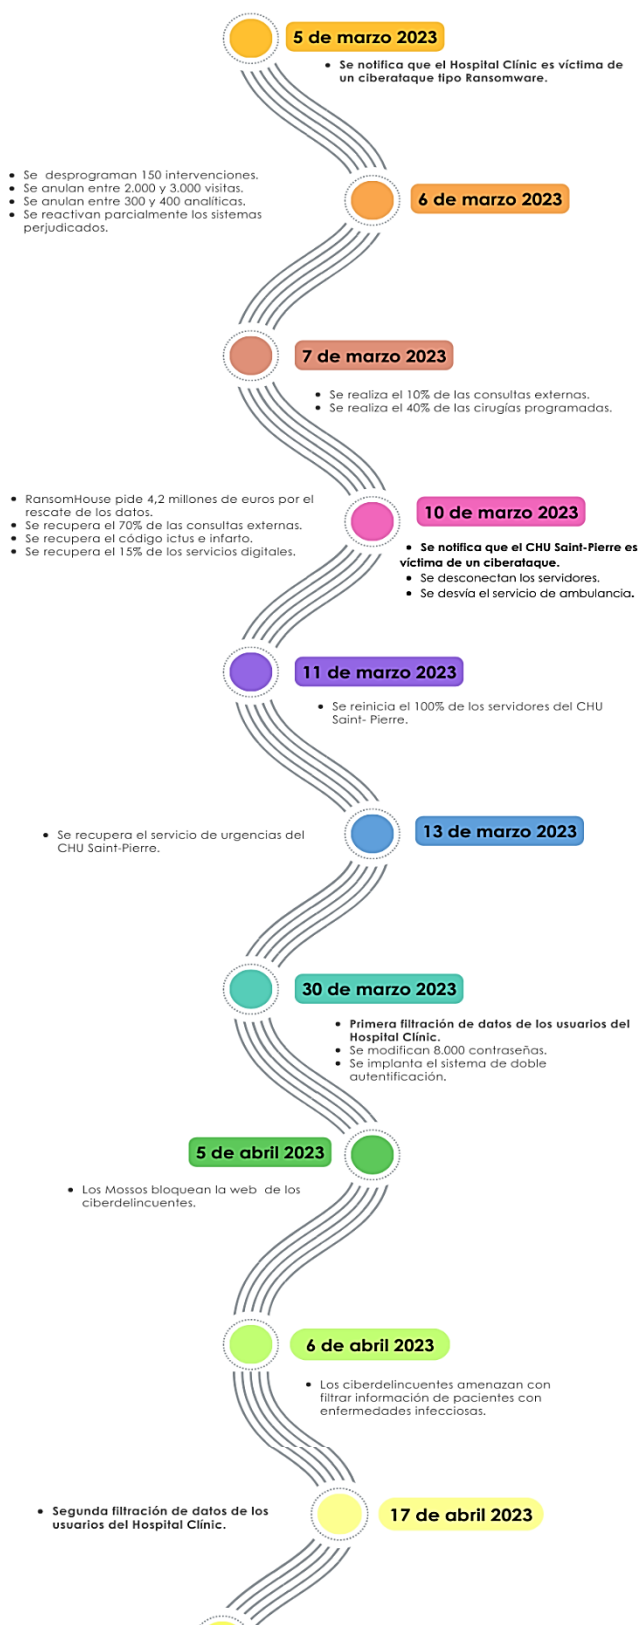 5 de marzo 2023
• Se notifica que el Hospital Clínic es víctima de
un ciberataque tipo Ransomware.
6 de marzo 2023
• Se desprograman 150 intervenciones.
• Se anulan entre 2.000 y 3.000 visitas.
• Se anulan entre 300 y 400 analíticas.
• Se reactivan parcialmente los sistemas
perjudicados.
7 de marzo 2023
• Se realiza el 10% de las consultas externas.
• Se realiza el 40% de las cirugías programadas.
10 de marzo 2023
• RansomHouse pide 4,2 millones de euros por el
rescate de los datos.
• Se recupera el 70% de las consultas externas.
• Se recupera el código ictus e infarto.
• Se recupera el 15% de los servicios digitales.
• Se notifica que el CHU Saint-Pierre es
víctima de un ciberataque.
• Se desconectan los servidores.
• Se desvía el servicio de ambulancia.
11 de marzo 2023
• Se reinicia el 100% de los servidores del CHU
Saint- Pierre.
13 de marzo 2023
• Se recupera el servicio de urgencias del
CHU Saint-Pierre.
30 de marzo 2023
• Primera filtración de datos de los usuarios del
Hospital Clínic.
• Se modifican 8.000 contraseñas.
• Se implanta el sistema de doble
autentificación.
5 de abril 2023
• Los Mossos bloquean la web de los
ciberdelincuentes.
6 de abril 2023
• Los ciberdelincuentes amenazan con
filtrar información de pacientes con
enfermedades infecciosas.
17 de abril 2023
• Segunda filtración de datos de los
usuarios del Hospital Clínic.